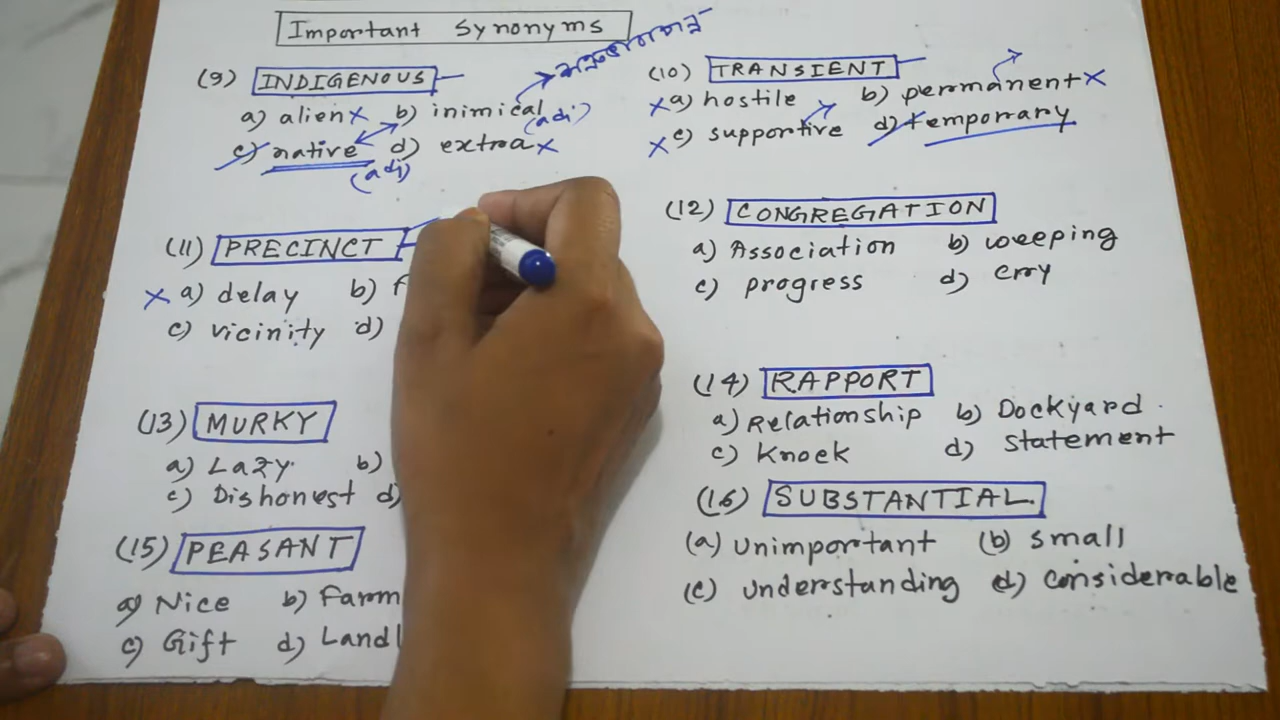 Important Synonyms
(9) INDIGENOUS
a) alien b) inimical
(adj)
c) native d) extra
(adj)
(10) TRANSIENT
a) hostile b) permanent
c) supportive d) temporary
(11) PRECINCT
a) delay b)
c) vicinity d)
(12) CONGREGATION
a) Association b) weeping
c) progress d) cry
(13) MURKY
a) Lazy. b)
c) Dishonest d)
(14) RAPPORT
a) Relationship b) Dockyard.
c) Knock d) Statement
(15) PEASANT
a) Nice b) Farm
c) Gift d) Landl
(16) SUBSTANTIAL
(a) Unimportant (b) small
(c) Understanding d) considerable